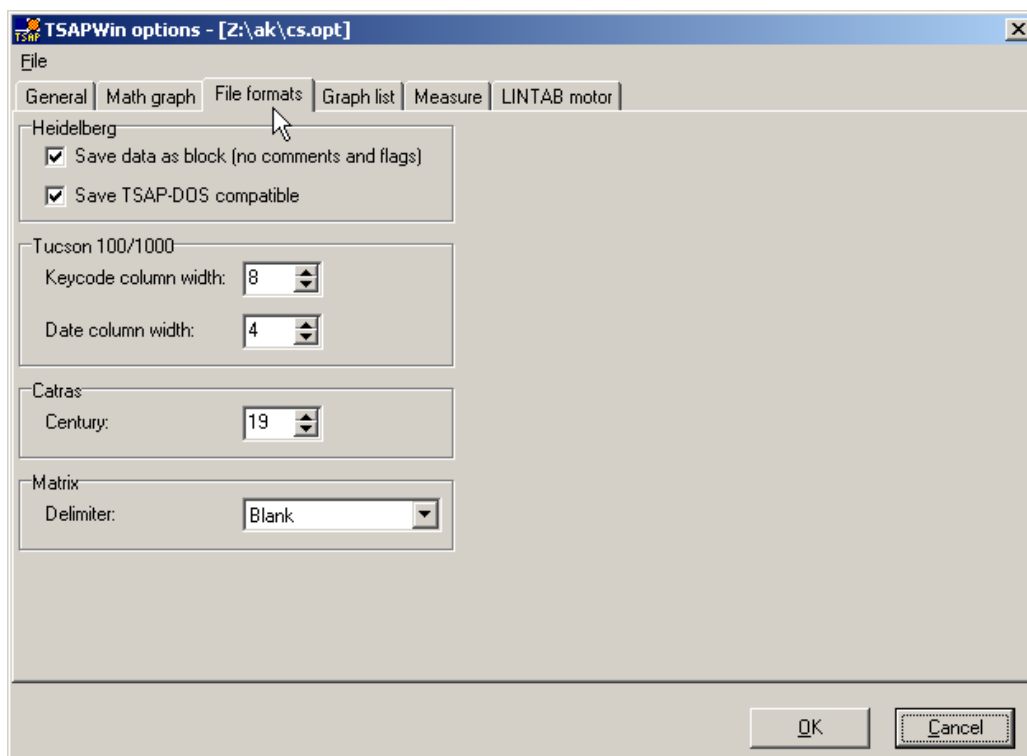 TSAP TSAPWin options - [Z:\ak\cs.opt]
File
General Math graph File formats Graph list Measure LINTAB motor
Heidelberg
Save data as block (no comments and flags)
Save TSAP-DOS compatible
Tucson 100/1000
Keycode column width: 8
Date column width: 4
Catras
Century: 19
Matrix
Delimiter: Blank
OK Cancel